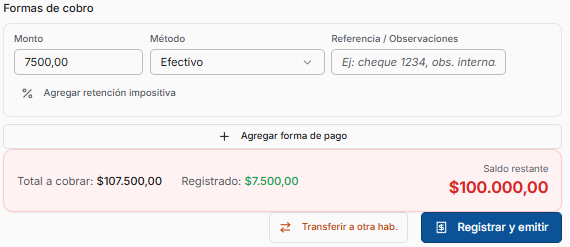 Formas de cobro
Monto Método Referencia / Observaciones
7500,00 Efectivo Ej: cheque 1234, obs. interna.
Agregar retención impositiva
Agregar forma de pago
Saldo restante
Total a cobrar: $107.500,00 Registrado: $7.500,00 $100.000,00
Transferir a otra hab. Registrar y emitir